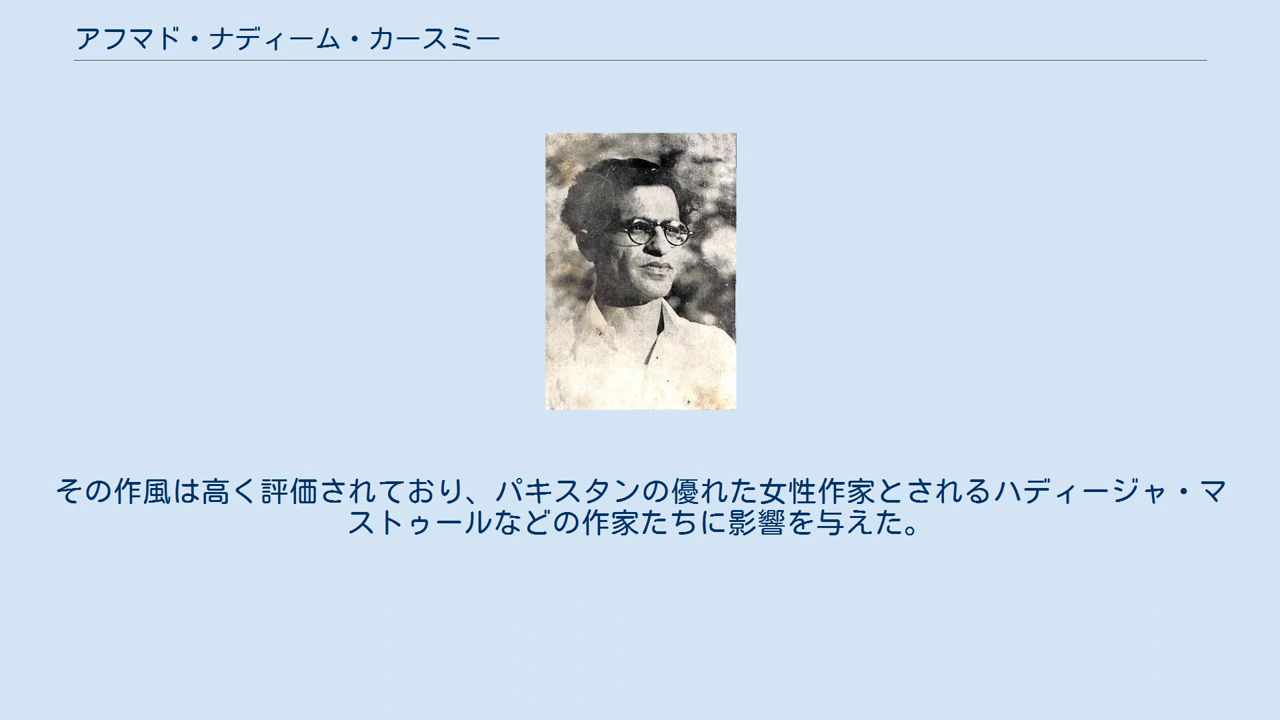 アフマド・ナディーム・カースミー
その作風は高く評価されており、パキスタンの優れた女性作家とされるハディージャ・マ
ストゥールなどの作家たちに影響を与えた。